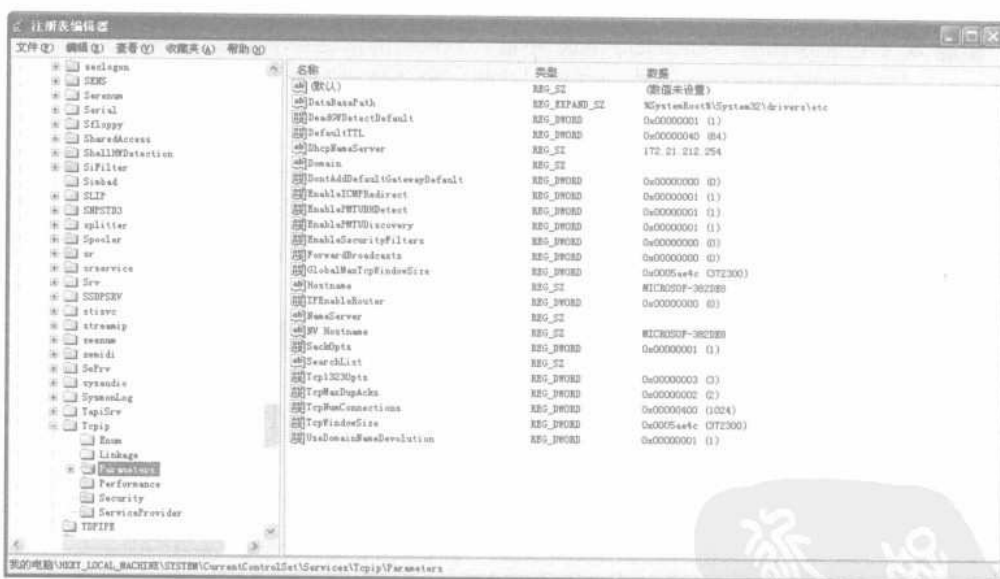 注册表编辑器
文件(F) 编辑(E) 查看(V) 收藏夹(A) 帮助(H)
seclogon
SENS
Serenum
Serial
Sfloppy
SharedAccess
ShellHWDetection
SiFilter
Simbad
SLIP
splitter
Spooler
sr
srservice
Srv
SSDPSRV
stisvc
streamip
swenum
swmidi
sysaudio
SysmonLog
TapiSrv
Tcpip
Enum
Linkage
Parameters
Performance
Security
ServiceProvider
TDPIPE
名称 类型 数据
(默认) REG_SZ (数值未设置)
DataBasePath REG_EXPAND_SZ %SystemRoot%\System32\drivers\etc
DeadGWDetectDefault REG_DWORD 0x00000001 (1)
DefaultTTL REG_DWORD 0x00000040 (64)
DhcpNameServer REG_SZ 172.21.212.254
Domain REG_SZ
DontAddDefaultGatewayDefault REG_DWORD 0x00000000 (0)
EnableICMPRedirect REG_DWORD 0x00000001 (1)
EnablePMTUBHDetect REG_DWORD 0x00000001 (1)
EnablePMTUDiscovery REG_DWORD 0x00000001 (1)
EnableSecurityFilters REG_DWORD 0x00000000 (0)
ForwardBroadcasts REG_DWORD 0x00000000 (0)
GlobalMaxTcpWindowSize REG_DWORD 0x0005ae4c (372300)
Hostname REG_SZ MICROSOF-382DE8
IPEnableRouter REG_DWORD 0x00000000 (0)
NameServer REG_SZ
NV Hostname REG_SZ MICROSOF-382DE8
SackOpts REG_DWORD 0x00000001 (1)
SearchList REG_SZ
Tcp1323Opts REG_DWORD 0x00000003 (3)
TcpMaxDupAcks REG_DWORD 0x00000002 (2)
TcpNumConnections REG_DWORD 0x00000400 (1024)
TcpWindowSize REG_DWORD 0x0005ae4c (372300)
UseDomainNameDevolution REG_DWORD 0x00000001 (1)
我的电脑\HKEY_LOCAL_MACHINE\SYSTEM\CurrentControlSet\Services\Tcpip\Parameters